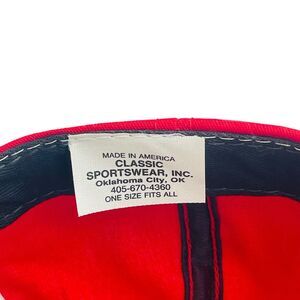 MADE IN AMERICA
CLASSIC
SPORTSWEAR, INC.
Oklahoma City, OK
405-670-4360
ONE SIZE FITS ALL